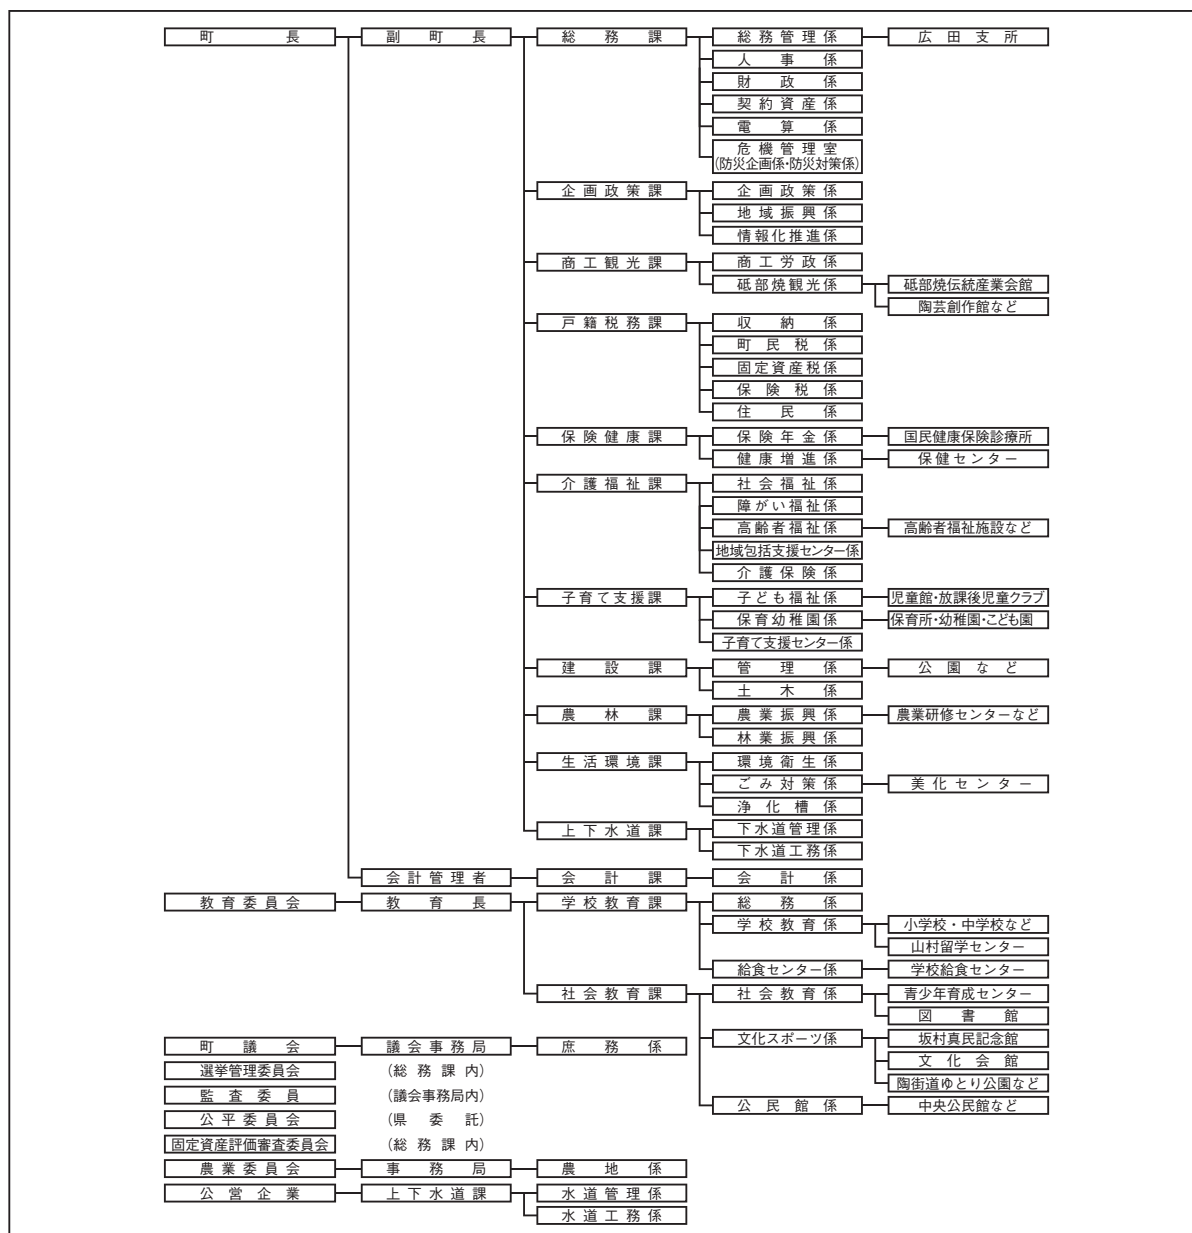 町長 副町長 総務課 総務管理係 広田支所
人事係
財政係
契約資産係
電算係
危機管理室
(防災企画係・防災対策係)
企画政策課 企画政策係
地域振興係
情報化推進係
商工観光課 商工労政係
砥部焼観光係 砥部焼伝統産業会館
陶芸創作館など
戸籍税務課 収納係
町民税係
固定資産税係
保険税係
住民係
保険健康課 保険年金係 国民健康保険診療所
健康増進係 保健センター
介護福祉課 社会福祉係
障がい福祉係
高齢者福祉係 高齢者福祉施設など
地域包括支援センター係
介護保険係
子育て支援課 子ども福祉係 児童館・放課後児童クラブ
保育幼稚園係 保育所・幼稚園・こども園
子育て支援センター係
建設課 管理係 公園など
土木係
農林課 農業振興係 農業研修センターなど
林業振興係
生活環境課 環境衛生係
ごみ対策係 美化センター
浄化槽係
上下水道課 下水道管理係
下水道工務係
会計管理者 会計課 会計係
教育委員会 教育長 学校教育課 総務係
学校教育係 小学校・中学校など
山村留学センター
給食センター係 学校給食センター
社会教育課 社会教育係 青少年育成センター
図書館
文化スポーツ係 坂村真民記念館
文化会館
陶街道ゆとり公園など
公民館係 中央公民館など
町議会 議会事務局 庶務係
選挙管理委員会 (総務課内)
監査委員 (議会事務局内)
公平委員会 (県委託)
固定資産評価審査委員会 (総務課内)
農業委員会 事務局 農地係
公営企業 上下水道課 水道管理係
水道工務係